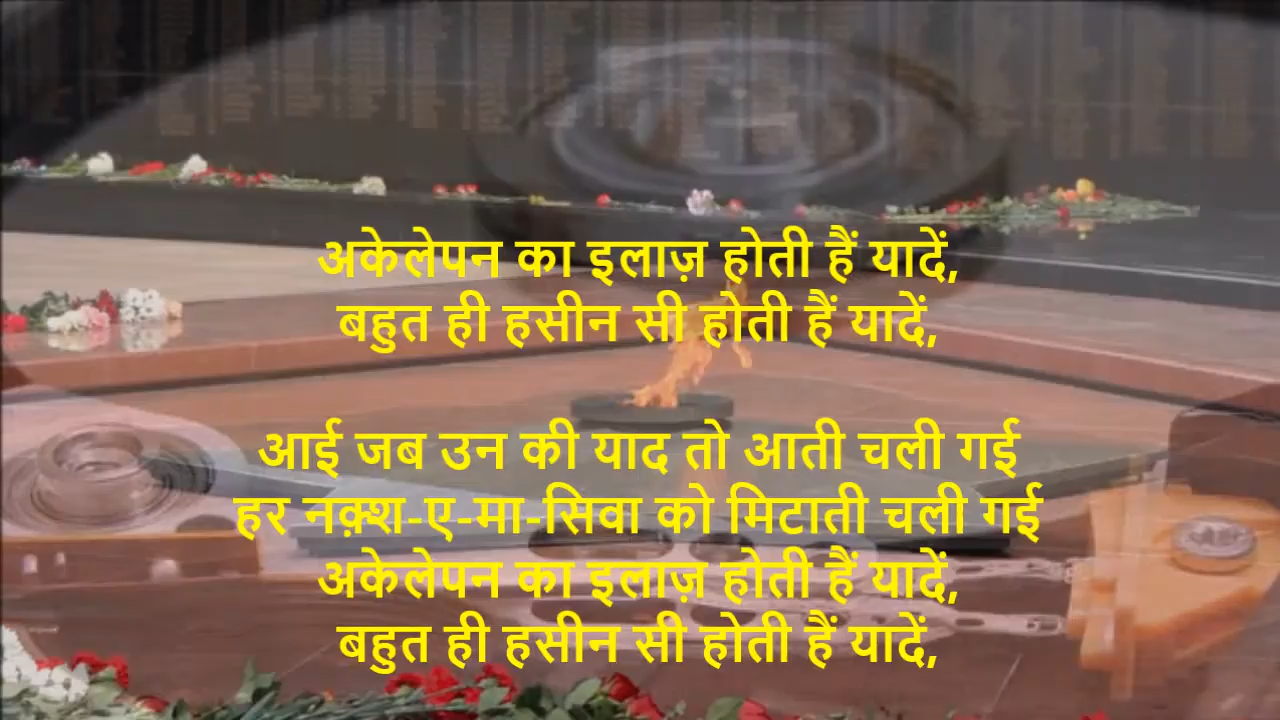 अकेलेपन का इलाज़ होती हैं यादें,
बहुत ही हसीन सी होती हैं यादें,
आई जब उन की याद तो आती चली गई
हर नक़्श-ए-मा-सिवा को मिटाती चली गई
अकेलेपन का इलाज़ होती हैं यादें,
बहुत ही हसीन सी होती हैं यादें,